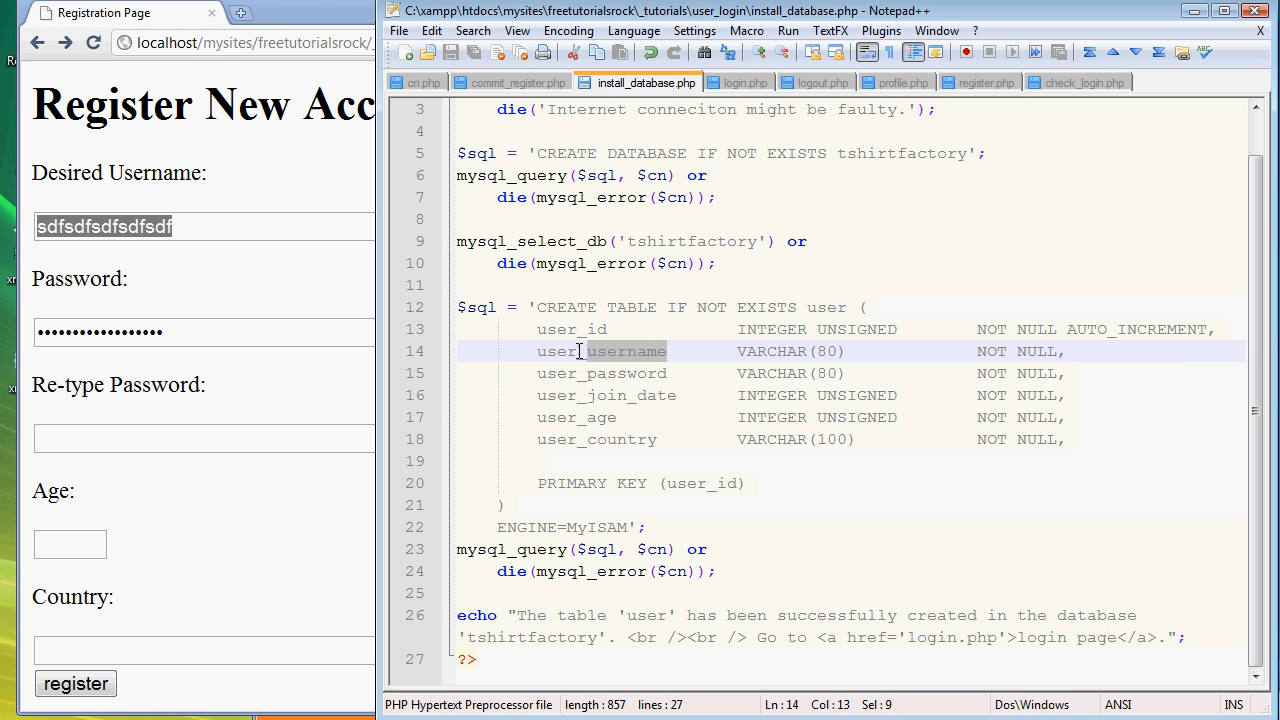 Registration Page
localhost/mysites/freetutorialsrock/_
Register New Acc
Desired Username:
sdfsdfsdfsdfsdf
Password:
••••••••••••••••••
Re-type Password:
Age:
Country:
register
C:\xampp\htdocs\mysites\freetutorialsrock\_tutorials\user_login\install_database.php - Notepad++
File Edit Search View Encoding Language Settings Macro Run TextFX Plugins Window ? X
cn.php commit_register.php install_database.php login.php logout.php profile.php register.php check_login.php
3 die('Internet conneciton might be faulty.');
4
5 $sql = 'CREATE DATABASE IF NOT EXISTS tshirtfactory';
6 mysql_query($sql, $cn) or
7 die(mysql_error($cn));
8
9 mysql_select_db('tshirtfactory') or
10 die(mysql_error($cn));
11
12 $sql = 'CREATE TABLE IF NOT EXISTS user (
13 user_id INTEGER UNSIGNED NOT NULL AUTO_INCREMENT,
14 user_username VARCHAR(80) NOT NULL,
15 user_password VARCHAR(80) NOT NULL,
16 user_join_date INTEGER UNSIGNED NOT NULL,
17 user_age INTEGER UNSIGNED NOT NULL,
18 user_country VARCHAR(100) NOT NULL,
19
20 PRIMARY KEY (user_id)
21 )
22 ENGINE=MyISAM';
23 mysql_query($sql, $cn) or
24 die(mysql_error($cn));
25
26 echo "The table 'user' has been successfully created in the database
'tshirtfactory'. <br /><br /> Go to <a href='login.php'>login page</a>.";
27 ?>
PHP Hypertext Preprocessor file length : 857 lines : 27 Ln : 14 Col : 13 Sel : 9 Dos\Windows ANSI INS